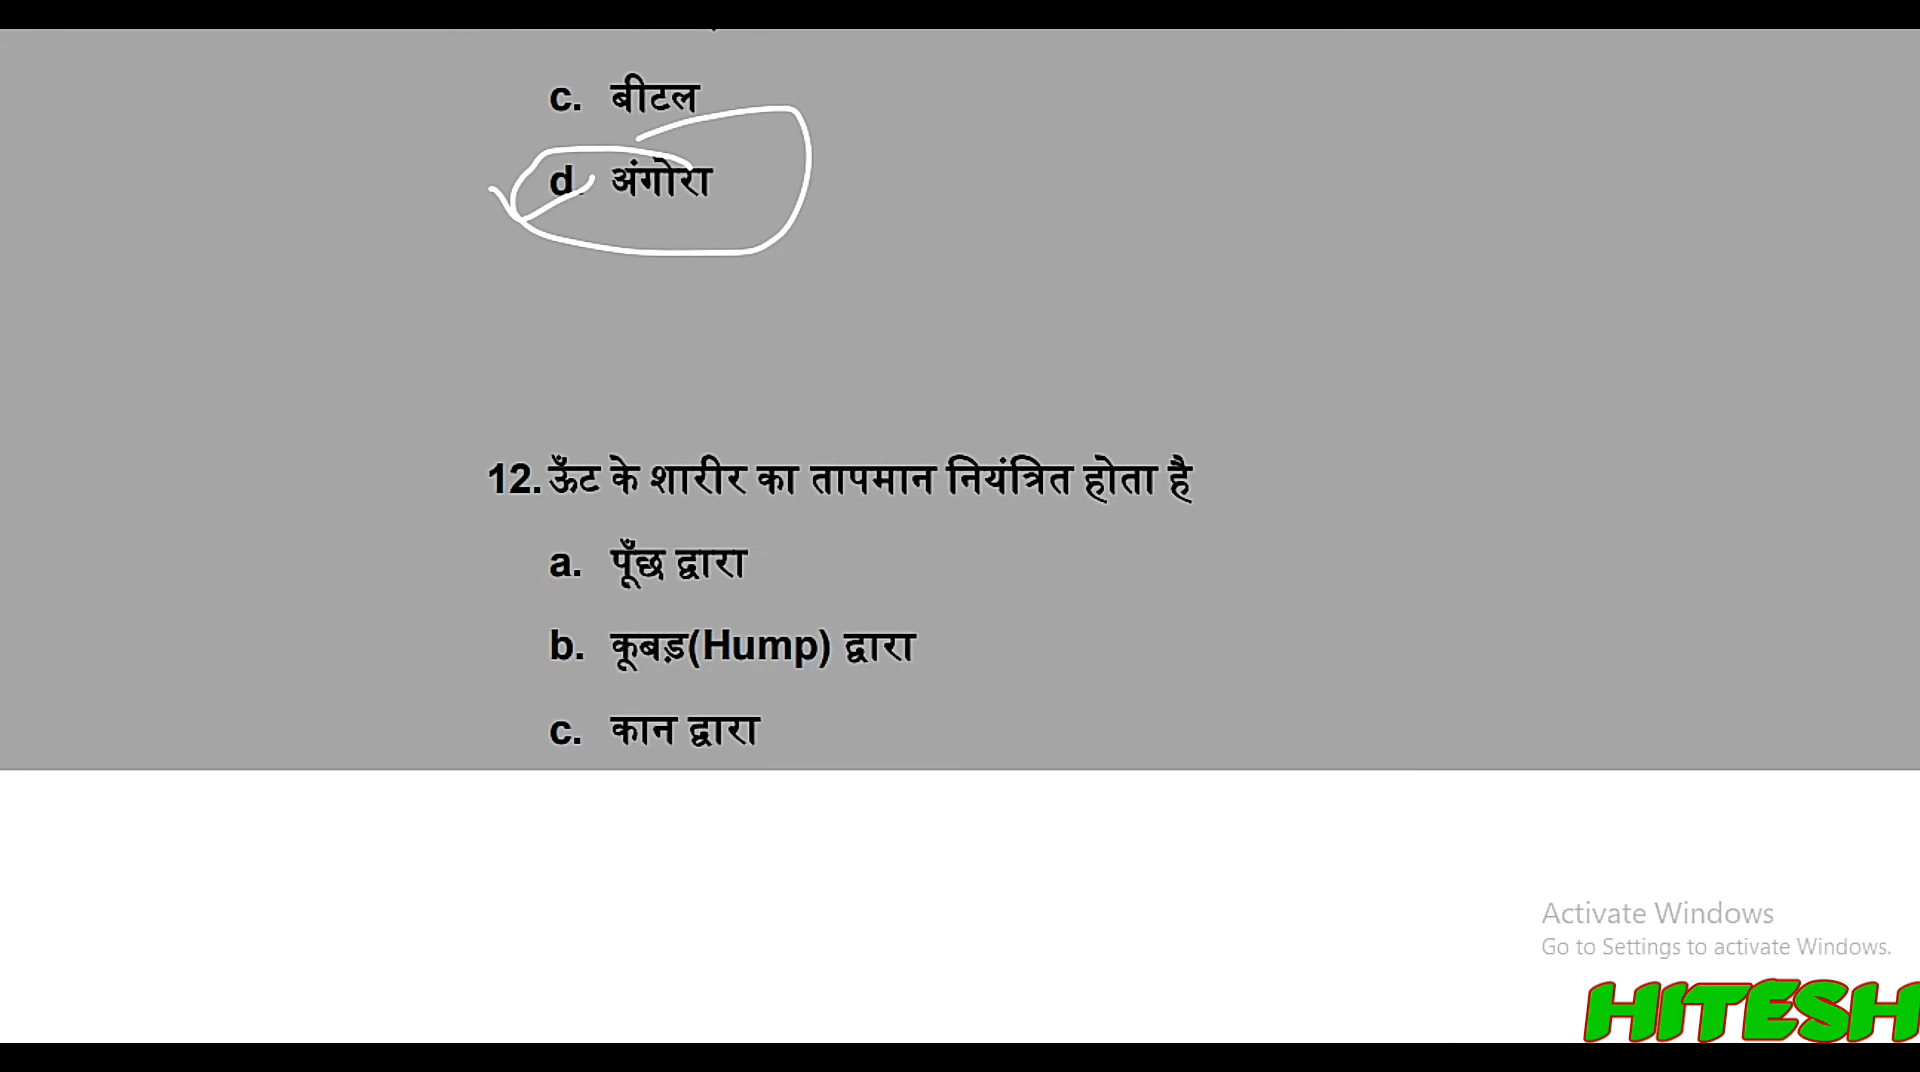 c. बीटल
d. अंगोरा
12. ऊँट के शारीर का तापमान नियंत्रित होता है
a. पूँछ द्वारा
b. कूबड़(Hump) द्वारा
c. कान द्वारा
Activate Windows
Go to Settings to activate Windows.
HITESH